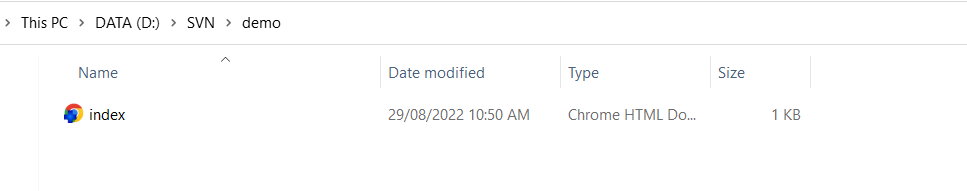 This PC > DATA (D:) > SVN > demo
Name Date modified Type Size
index 29/08/2022 10:50 AM Chrome HTML Do... 1 KB